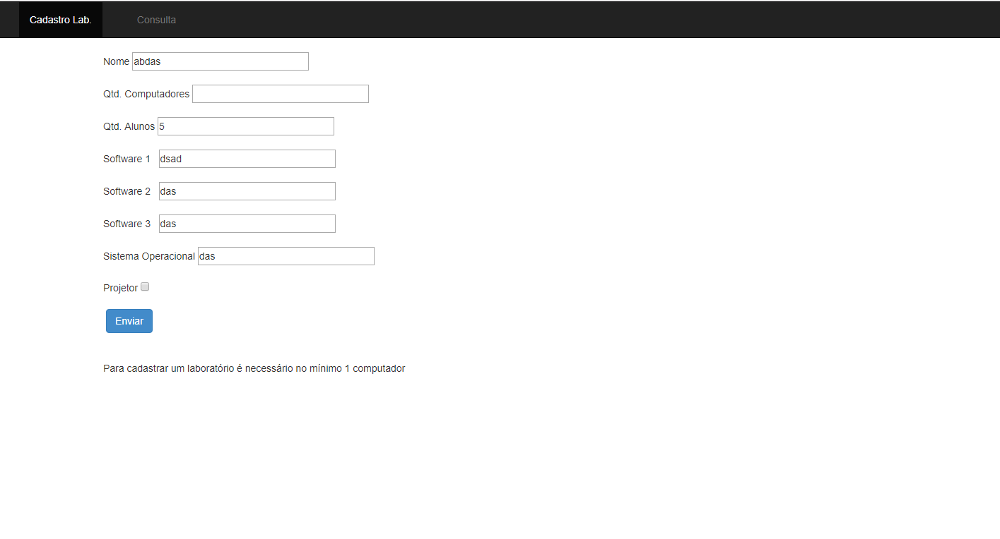 Cadastro Lab. Consulta
Nome abdas
Qtd. Computadores
Qtd. Alunos 5
Software 1 dsad
Software 2 das
Software 3 das
Sistema Operacional das
Projetor
Enviar
Para cadastrar um laboratório é necessário no mínimo 1 computador